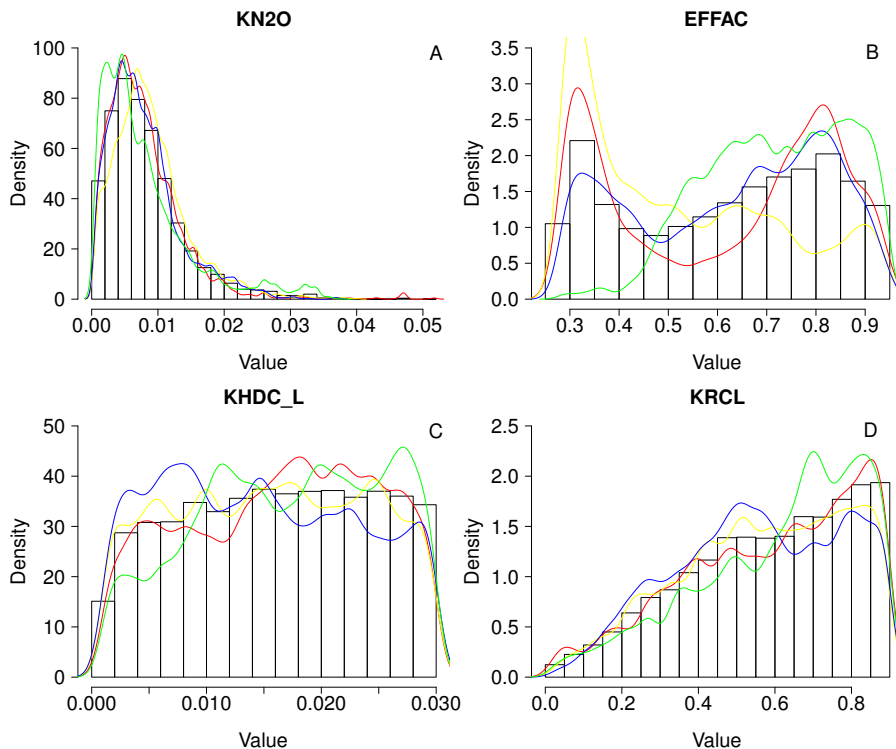 KN2O
A
Density
100
80
60
40
20
0
0.00 0.01 0.02 0.03 0.04 0.05
Value
EFFAC
B
Density
3.5
3.0
2.5
2.0
1.5
1.0
0.5
0.0
0.3 0.4 0.5 0.6 0.7 0.8 0.9
Value
KHDC_L
C
Density
50
40
30
20
10
0
0.000 0.010 0.020 0.030
Value
KRCL
D
Density
2.5
2.0
1.5
1.0
0.5
0.0
0.0 0.2 0.4 0.6 0.8
Value